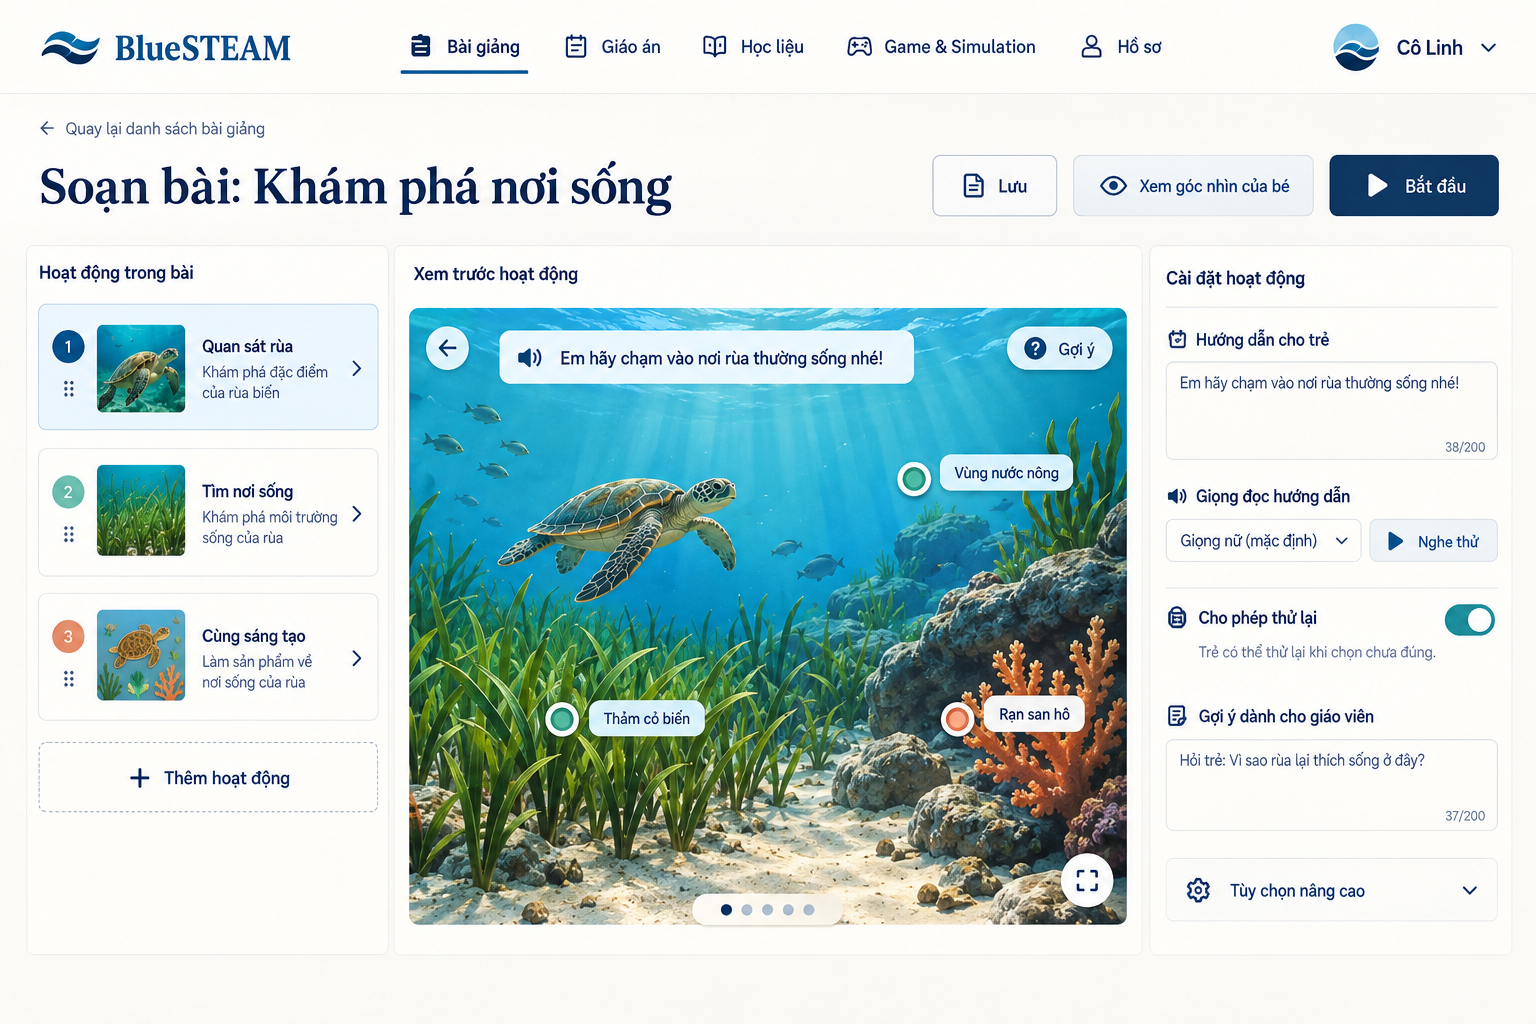 BlueSTEAM
Bài giảng
Giáo án
Học liệu
Game & Simulation
Hồ sơ
Cô Linh
Quay lại danh sách bài giảng
Soạn bài: Khám phá nơi sống
Lưu
Xem góc nhìn của bé
Bắt đầu
Hoạt động trong bài
1
Quan sát rùa
Khám phá đặc điểm
của rùa biển
2
Tìm nơi sống
Khám phá môi trường
sống của rùa
3
Cùng sáng tạo
Làm sản phẩm về
nơi sống của rùa
Thêm hoạt động
Xem trước hoạt động
Em hãy chạm vào nơi rùa thường sống nhé!
? Gợi ý
Vùng nước nông
Thảm cỏ biển
Rạn san hô
Cài đặt hoạt động
Hướng dẫn cho trẻ
Em hãy chạm vào nơi rùa thường sống nhé!
38/200
Giọng đọc hướng dẫn
Giọng nữ (mặc định)
Nghe thử
Cho phép thử lại
Trẻ có thể thử lại khi chọn chưa đúng.
Gợi ý dành cho giáo viên
Hỏi trẻ: Vì sao rùa lại thích sống ở đây?
37/200
Tùy chọn nâng cao